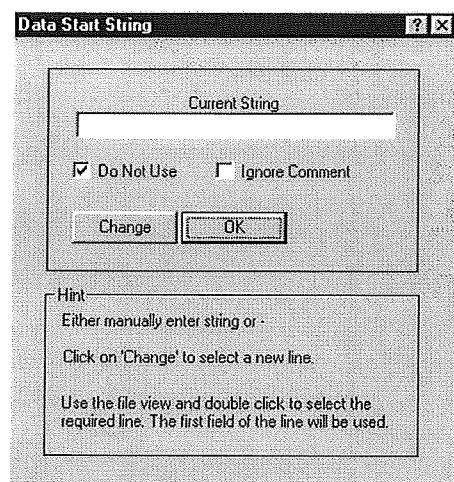 Data Start String
Current String
Do Not Use Ignore Comment
Change OK
Hint
Either manually enter string or -
Click on 'Change' to select a new line.
Use the file view and double click to select the
required line. The first field of the line will be used.